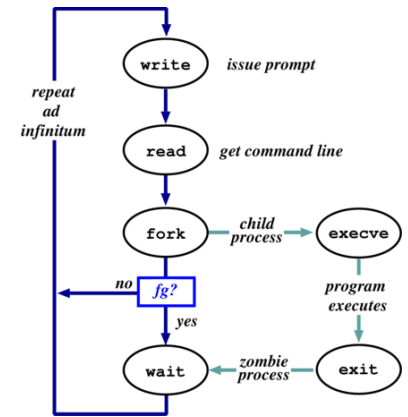 write
issue prompt
repeat
ad
infinitum
read
get command line
fork
child
process
execve
no
fg?
yes
program
executes
wait
zombie
process
exit